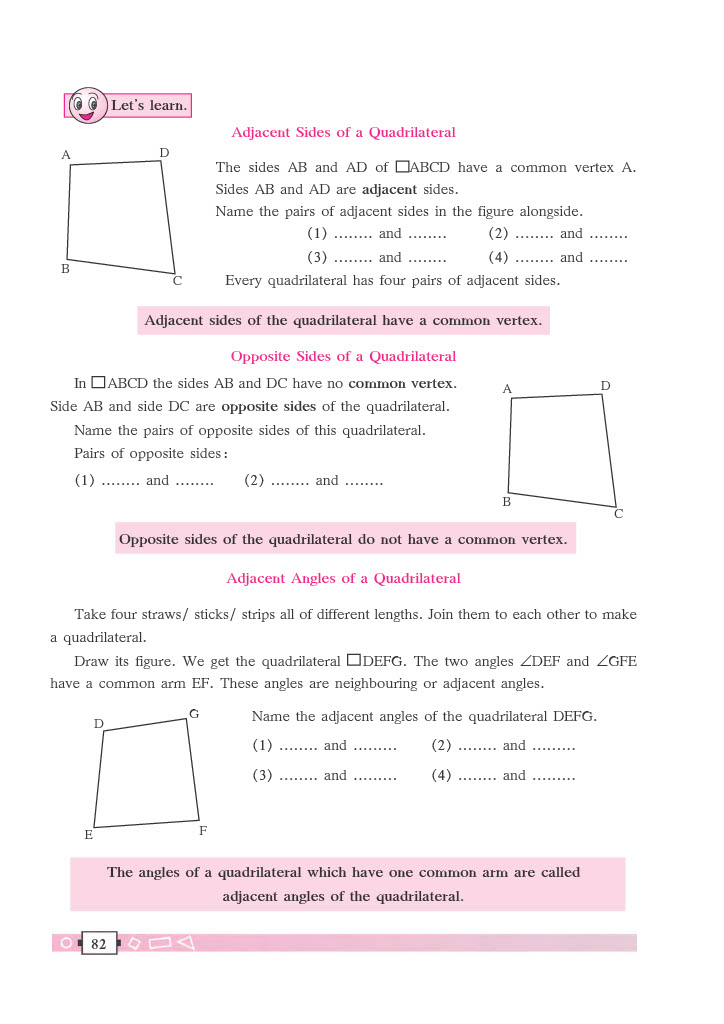 Let's learn.
Adjacent Sides of a Quadrilateral
A
D
B
C
The sides AB and AD of □ABCD have a common vertex A.
Sides AB and AD are adjacent sides.
Name the pairs of adjacent sides in the figure alongside.
(1) ........ and ........ (2) ........ and ........
(3) ........ and ........ (4) ........ and ........
Every quadrilateral has four pairs of adjacent sides.
Adjacent sides of the quadrilateral have a common vertex.
Opposite Sides of a Quadrilateral
In □ABCD the sides AB and DC have no common vertex.
Side AB and side DC are opposite sides of the quadrilateral.
Name the pairs of opposite sides of this quadrilateral.
Pairs of opposite sides :
(1) ........ and ........ (2) ........ and ........
A
D
B
C
Opposite sides of the quadrilateral do not have a common vertex.
Adjacent Angles of a Quadrilateral
Take four straws/ sticks/ strips all of different lengths. Join them to each other to make
a quadrilateral.
Draw its figure. We get the quadrilateral □DEFG. The two angles ∠DEF and ∠GFE
have a common arm EF. These angles are neighbouring or adjacent angles.
D
G
E
F
Name the adjacent angles of the quadrilateral DEFG.
(1) ........ and ......... (2) ........ and .........
(3) ........ and ......... (4) ........ and .........
The angles of a quadrilateral which have one common arm are called
adjacent angles of the quadrilateral.
82